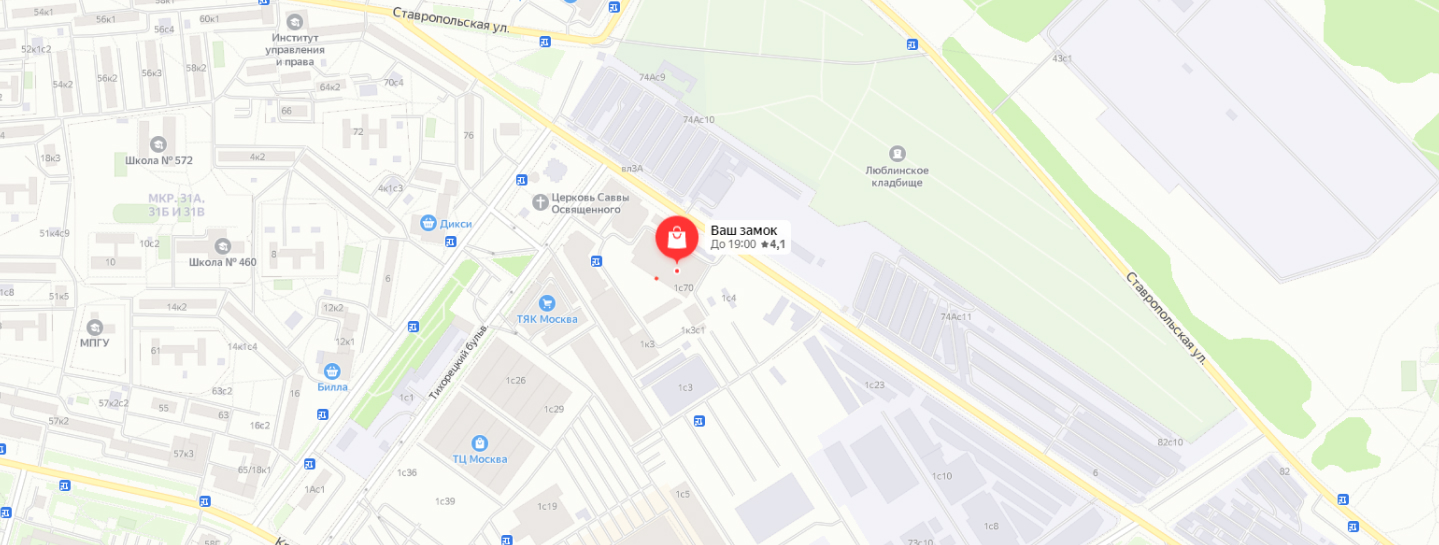 54к1
60к1
56с4
Ставропольская ул.
52к1с2
Институт
управления
и права
56к3
58к2
54к2
56к2
70с4
74Ас9
43с1
66
72
76
74Ас10
18к3
Школа № 572
4к2
вл3А
Люблинское
кладбище
4к1с3
МКР. 31А,
31Б И 31В
Церковь Саввы
Освященного
Дикси
Ваш замок
До 19:00 ★4,1
51к4с9
10с2
Школа № 460
10
8
6
1с8
51к5
14к2
12к2
1с70
1с4
Ставропольская ул.
ТЯК Москва
74Ас11
МПГУ
61
14к1с4
12к1
1к3с1
1к3
Тихорецкий бульв.
Билла
63с2
1с26
1с3
1с23
57к2с2
55
63
1с1
1с29
57к2
16с2
57к3
ТЦ Москва
82с10
65/18к1
1с36
6
82
1Ас1
1с39
1с5
1с10
1с19
1с8
73с10
58Г